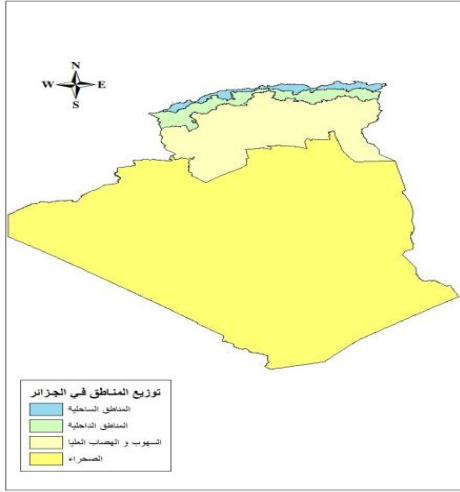 N
W E
S
توزيع المناطق في الجزائر
المناطق الساحلية
المناطق الداخلية
السهوب و الهضاب العليا
الصحراء